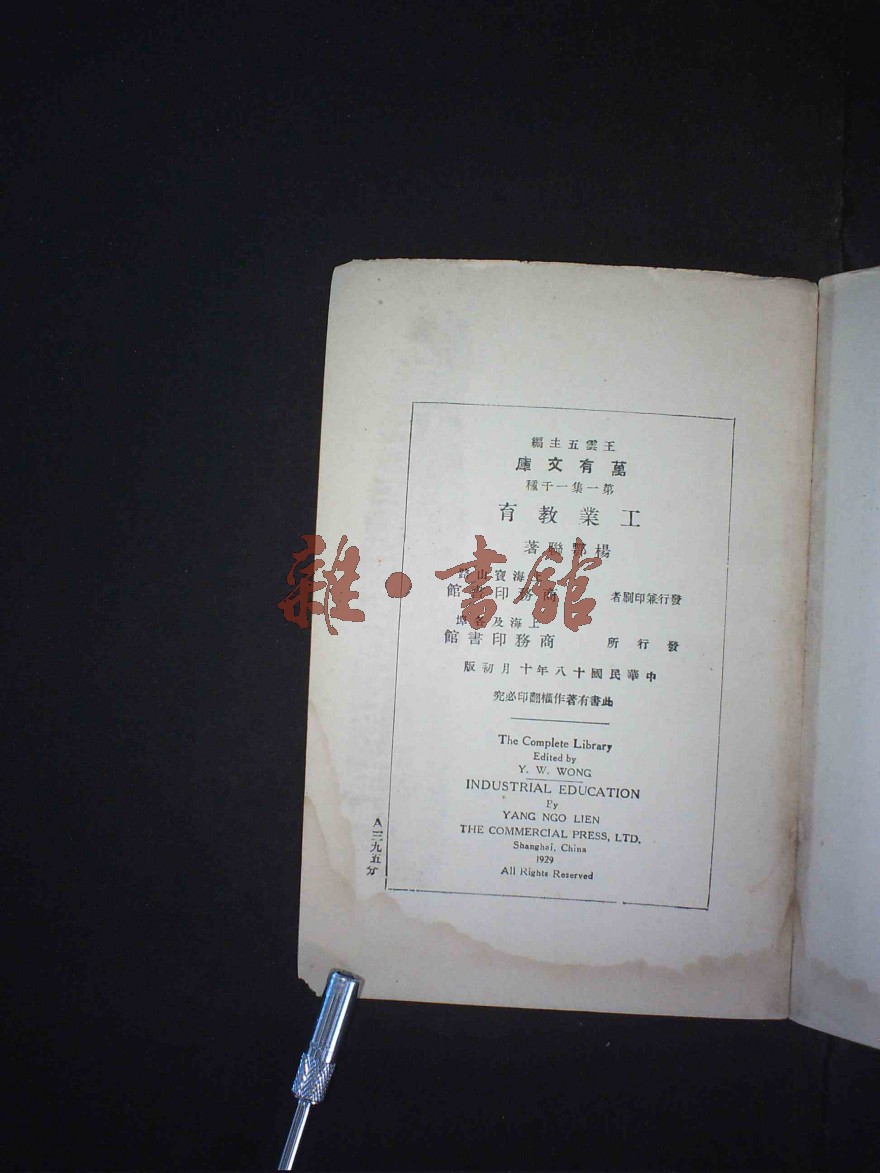 王雲五主編
萬有文庫
第一集一千種
工業教育
楊鄂聯著
上海寶山路
發行兼印刷者 商務印書館
上海及各埠
發行所 商務印書館
中華民國十八年十月初版
此書有著作權翻印必究
The Complete Library
Edited by
Y. W. WONG
INDUSTRIAL EDUCATION
By
YANG NGO LIEN
THE COMMERCIAL PRESS, LTD.
Shanghai, China
1929
All Rights Reserved
A三九五分
雜·書館